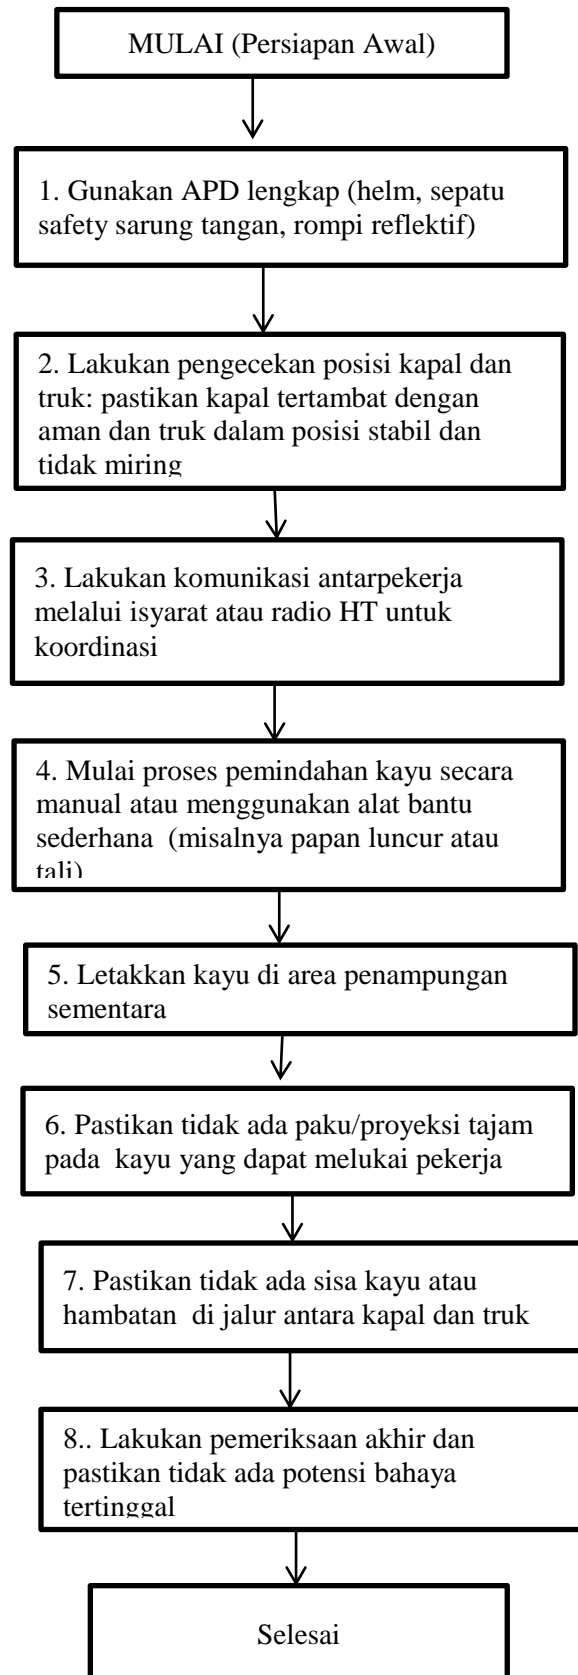 MULAI (Persiapan Awal)
1. Gunakan APD lengkap (helm, sepatu
safety sarung tangan, rompi reflektif)
2. Lakukan pengecekan posisi kapal dan
truk: pastikan kapal tertambat dengan
aman dan truk dalam posisi stabil dan
tidak miring
3. Lakukan komunikasi antarpekerja
melalui isyarat atau radio HT untuk
koordinasi
4. Mulai proses pemindahan kayu secara
manual atau menggunakan alat bantu
sederhana  (misalnya papan luncur atau
tali)
5. Letakkan kayu di area penampungan
sementara
6. Pastikan tidak ada paku/proyeksi tajam
pada  kayu yang dapat melukai pekerja
7. Pastikan tidak ada sisa kayu atau
hambatan  di jalur antara kapal dan truk
8.. Lakukan pemeriksaan akhir dan
pastikan tidak ada potensi bahaya
tertinggal
Selesai